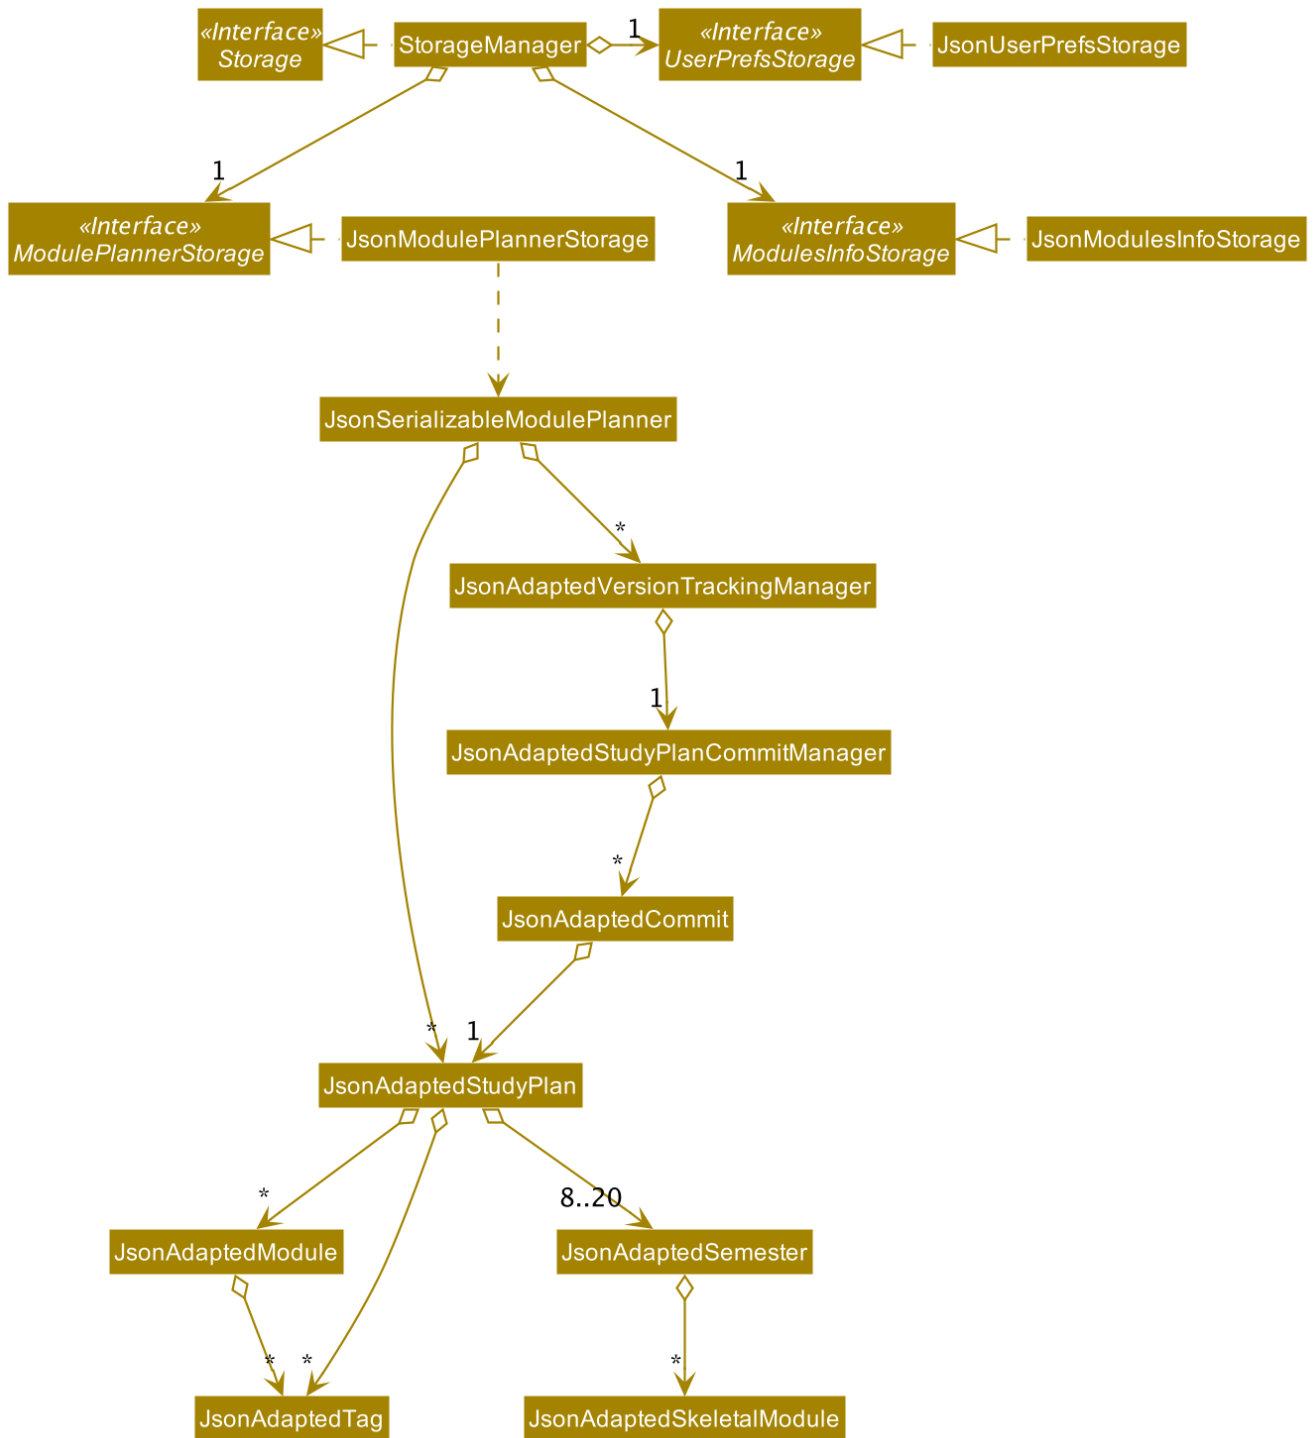 «Interface»
Storage
StorageManager
1
«Interface»
UserPrefsStorage
JsonUserPrefsStorage
1
1
«Interface»
ModulePlannerStorage
JsonModulePlannerStorage
«Interface»
ModulesInfoStorage
JsonModulesInfoStorage
JsonSerializableModulePlanner
*
JsonAdaptedVersionTrackingManager
1
JsonAdaptedStudyPlanCommitManager
*
JsonAdaptedCommit
*
1
JsonAdaptedStudyPlan
*
8..20
JsonAdaptedModule
JsonAdaptedSemester
*
*
*
JsonAdaptedTag
JsonAdaptedSkeletalModule